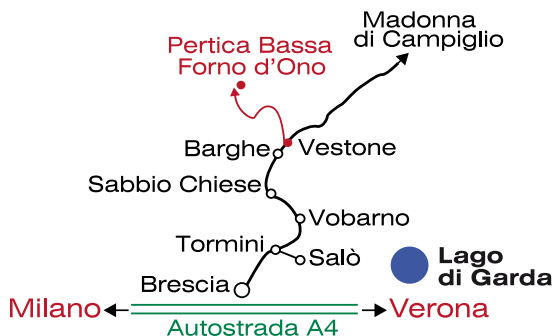 Madonna
di Campiglio
Pertica Bassa
Forno d'Ono
Barghe
Vestone
Sabbio Chiese
Vobarno
Tormini
Salò
Lago
di Garda
Brescia
Milano
Verona
Autostrada A4